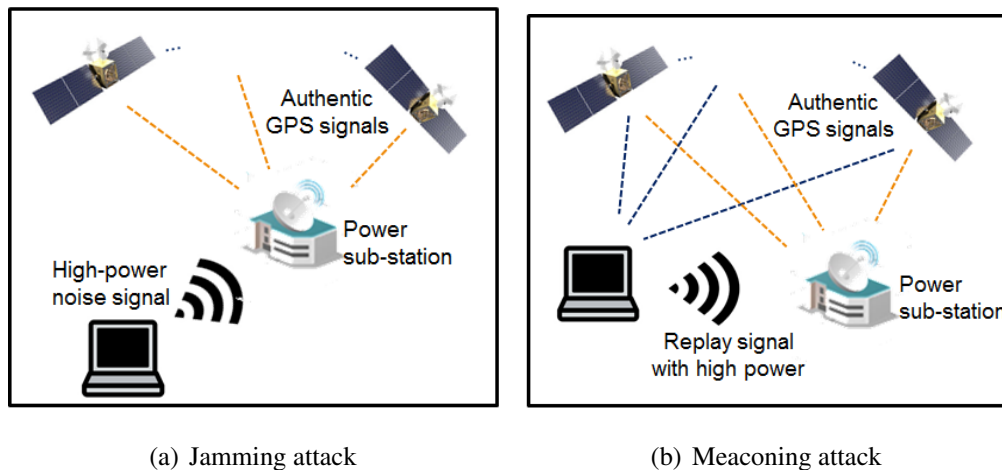 Authentic
GPS signals
Power
sub-station
High-power
noise signal
(a) Jamming attack
Authentic
GPS signals
Power
sub-station
Replay signal
with high power
(b) Meaconing attack